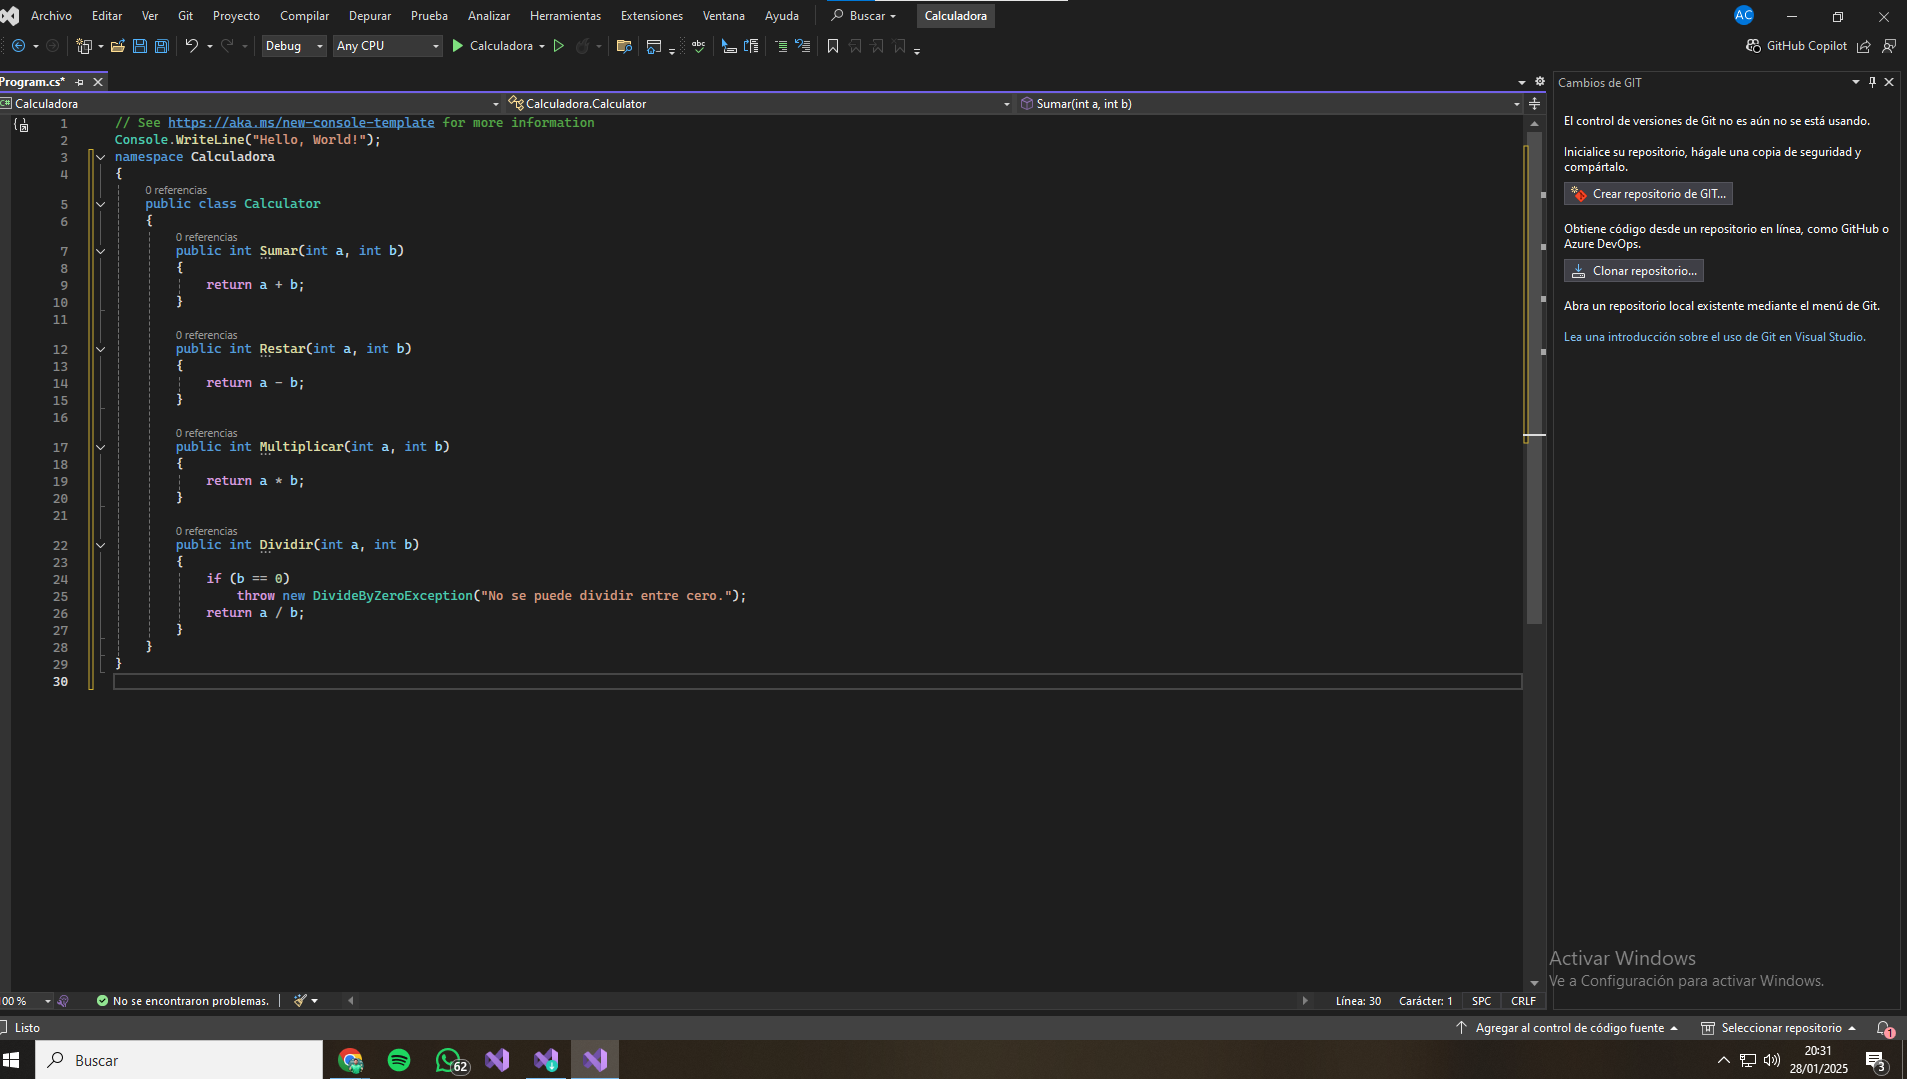 Archivo Editar Ver Git Proyecto Compilar Depurar Prueba Analizar Herramientas Extensiones Ventana Ayuda Buscar Calculadora AC
Debug Any CPU Calculadora abc GitHub Copilot
Program.cs*
C# Calculadora Calculadora.Calculator Sumar(int a, int b)
1 // See https://aka.ms/new-console-template for more information
2 Console.WriteLine("Hello, World!");
3 namespace Calculadora
4 {
0 referencias
5 public class Calculator
6 {
0 referencias
7 public int Sumar(int a, int b)
8 {
9 return a + b;
10 }
11
0 referencias
12 public int Restar(int a, int b)
13 {
14 return a - b;
15 }
16
0 referencias
17 public int Multiplicar(int a, int b)
18 {
19 return a * b;
20 }
21
0 referencias
22 public int Dividir(int a, int b)
23 {
24 if (b == 0)
25 throw new DivideByZeroException("No se puede dividir entre cero.");
26 return a / b;
27 }
28 }
29 }
30
Cambios de GIT
El control de versiones de Git no es aún no se está usando.
Inicialice su repositorio, hágale una copia de seguridad y
compártalo.
Crear repositorio de GIT...
Obtiene código desde un repositorio en línea, como GitHub o
Azure DevOps.
Clonar repositorio...
Abra un repositorio local existente mediante el menú de Git.
Lea una introducción sobre el uso de Git en Visual Studio.
Activar Windows
Ve a Configuración para activar Windows.
00 % No se encontraron problemas. Línea: 30 Carácter: 1 SPC CRLF
Listo Agregar al control de código fuente Seleccionar repositorio 1
Buscar 62 20:31
28/01/2025 3